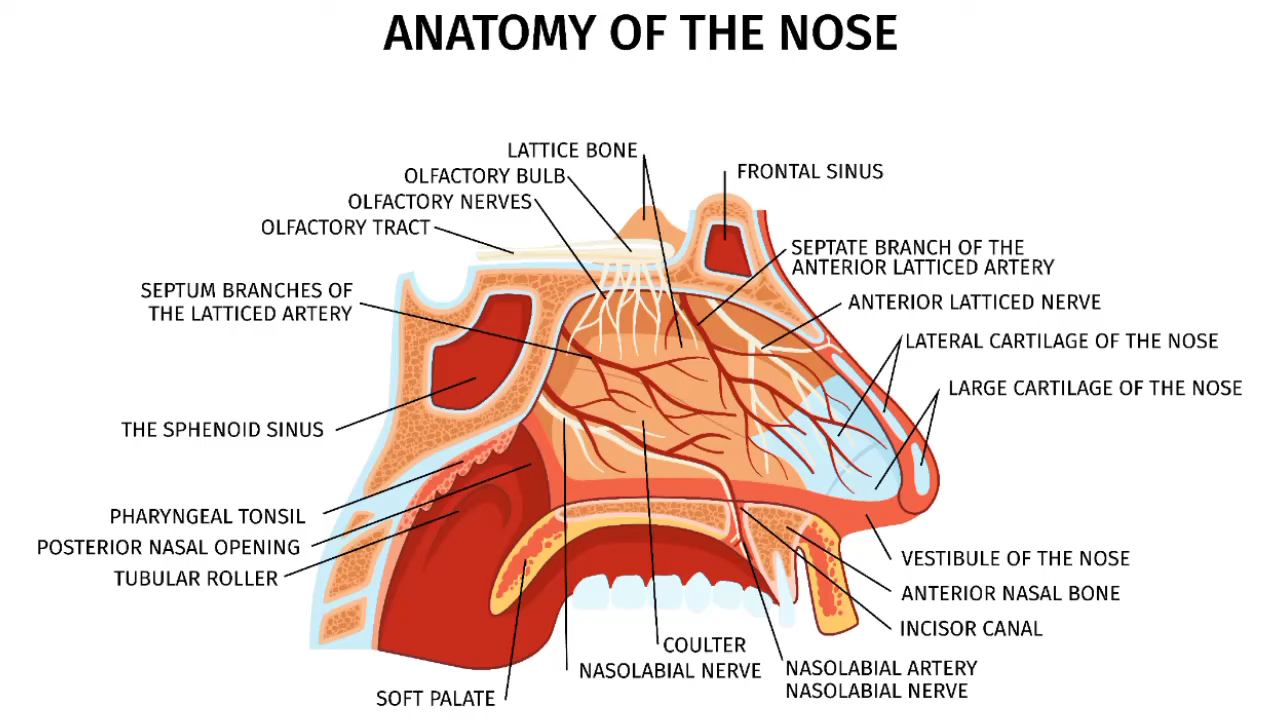 ANATOMY OF THE NOSE
LATTICE BONE
OLFACTORY BULB
OLFACTORY NERVES
OLFACTORY TRACT
SEPTUM BRANCHES OF
THE LATTICED ARTERY
THE SPHENOID SINUS
PHARYNGEAL TONSIL
POSTERIOR NASAL OPENING
TUBULAR ROLLER
SOFT PALATE
FRONTAL SINUS
SEPTATE BRANCH OF THE
ANTERIOR LATTICED ARTERY
ANTERIOR LATTICED NERVE
LATERAL CARTILAGE OF THE NOSE
LARGE CARTILAGE OF THE NOSE
VESTIBULE OF THE NOSE
ANTERIOR NASAL BONE
INCISOR CANAL
COULTER
NASOLABIAL NERVE
NASOLABIAL ARTERY
NASOLABIAL NERVE